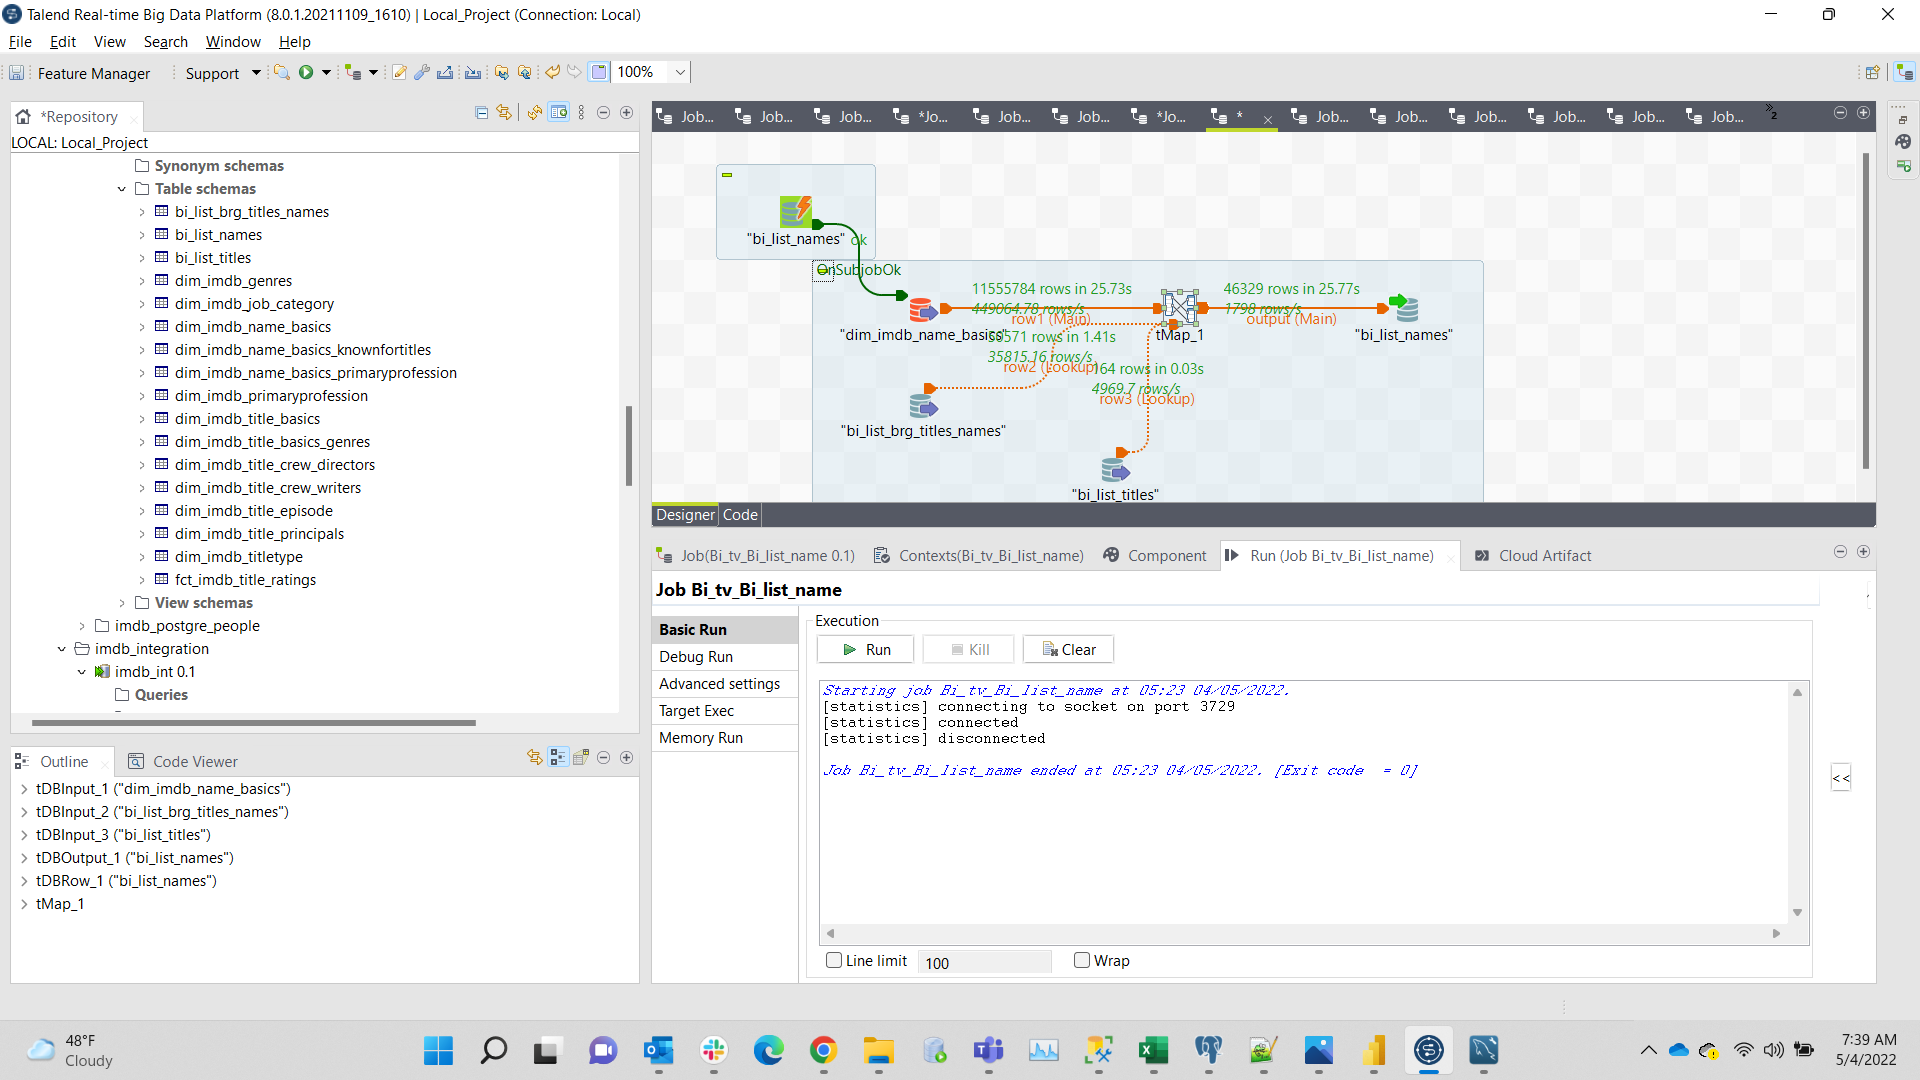 Talend Real-time Big Data Platform (8.0.1.20211109_1610) | Local_Project (Connection: Local)
File Edit View Search Window Help
Feature Manager Support 100%
*Repository
LOCAL: Local_Project
Synonym schemas
Table schemas
bi_list_brg_titles_names
bi_list_names
bi_list_titles
dim_imdb_genres
dim_imdb_job_category
dim_imdb_name_basics
dim_imdb_name_basics_knownfortitles
dim_imdb_name_basics_primaryprofession
dim_imdb_primaryprofession
dim_imdb_title_basics
dim_imdb_title_basics_genres
dim_imdb_title_crew_directors
dim_imdb_title_crew_writers
dim_imdb_title_episode
dim_imdb_title_principals
dim_imdb_titletype
fct_imdb_title_ratings
View schemas
imdb_postgre_people
imdb_integration
imdb_int 0.1
Queries
Outline Code Viewer
tDBInput_1 ("dim_imdb_name_basics")
tDBInput_2 ("bi_list_brg_titles_names")
tDBInput_3 ("bi_list_titles")
tDBOutput_1 ("bi_list_names")
tDBRow_1 ("bi_list_names")
tMap_1
Job... Job... Job... *Jo... Job... Job... *Jo... * Job... Job... Job... Job... Job... Job... »2
"bi_list_names" ok
OnSubjobOk
11555784 rows in 25.73s
449064.78 rows/s
row1 (Main)
46329 rows in 25.77s
1798 rows/s
output (Main)
"dim_imdb_name_basics"
tMap_1
"bi_list_names"
rows in 1.41s
35815.16 rows/s
row2 (Lookup)
164 rows in 0.03s
4969.7 rows/s
row3 (Lookup)
"bi_list_brg_titles_names"
"bi_list_titles"
Designer Code
Job(Bi_tv_Bi_list_name 0.1) Contexts(Bi_tv_Bi_list_name) Component Run (Job Bi_tv_Bi_list_name) Cloud Artifact
Job Bi_tv_Bi_list_name
Basic Run
Debug Run
Advanced settings
Target Exec
Memory Run
Execution
Run Kill Clear
Starting job Bi_tv_Bi_list_name at 05:23 04/05/2022.
[statistics] connecting to socket on port 3729
[statistics] connected
[statistics] disconnected
Job Bi_tv_Bi_list_name ended at 05:23 04/05/2022. [Exit code = 0]
<<
Line limit 100 Wrap
48°F
Cloudy
7:39 AM
5/4/2022